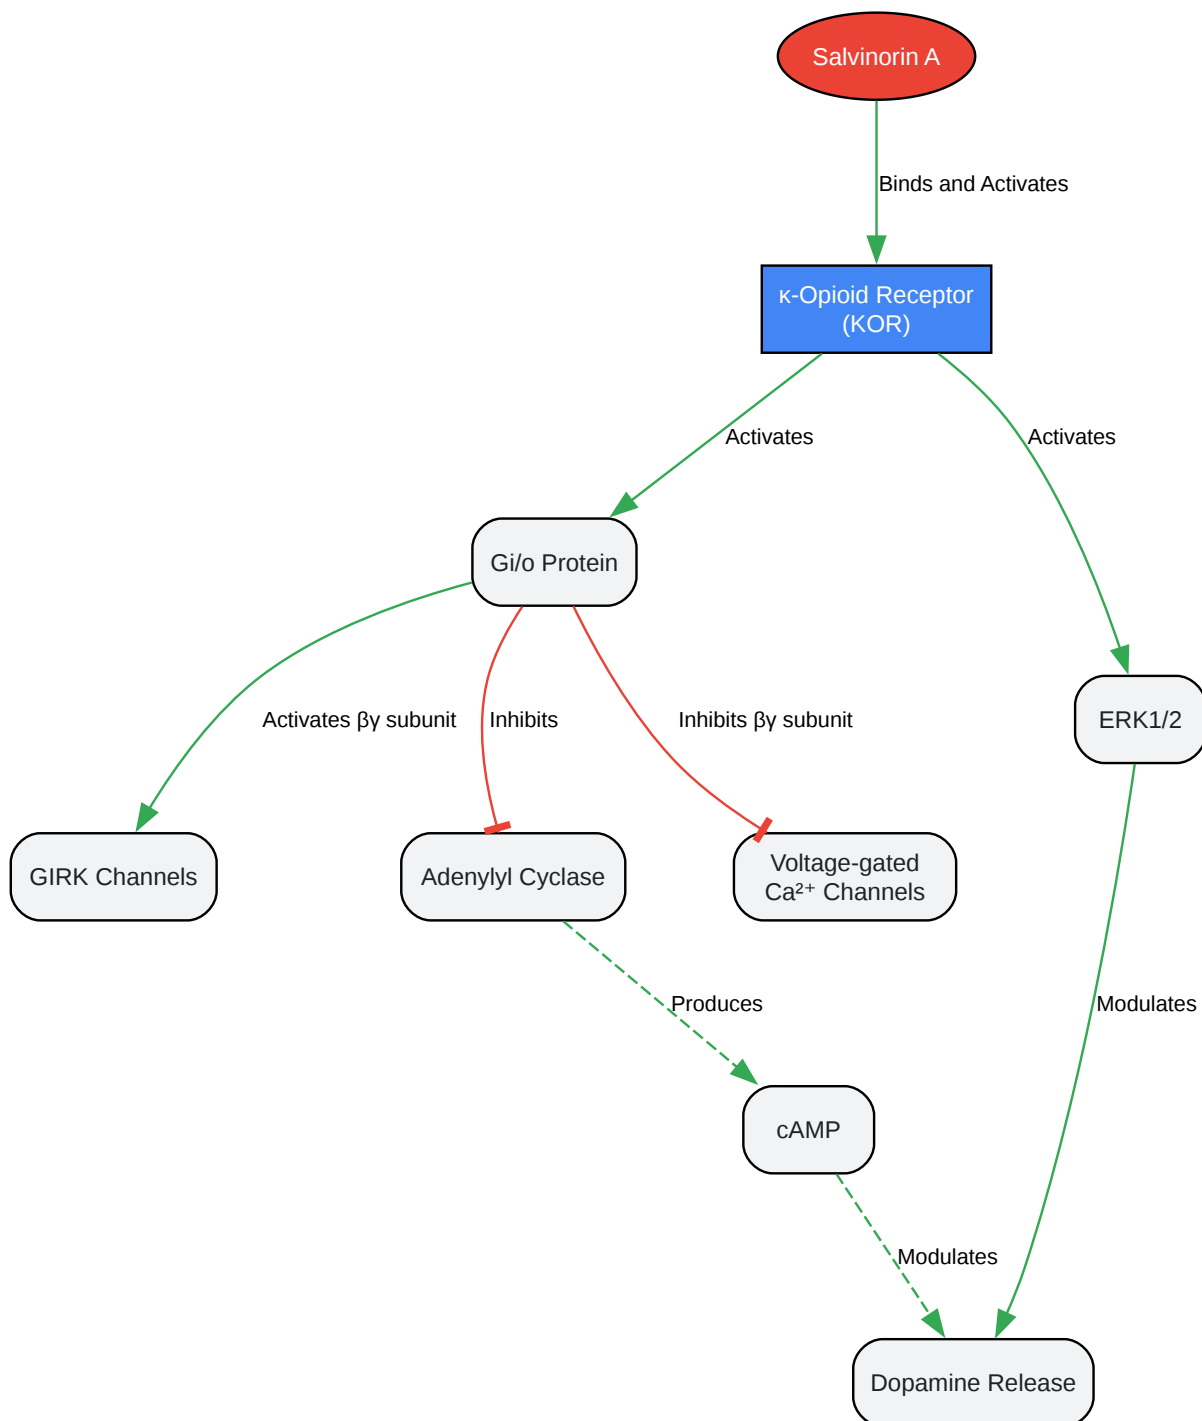 Salvinorin A
Binds and Activates
κ-Opioid Receptor
(KOR)
Activates
Activates
Gi/o Protein
Activates βγ subunit
Inhibits
Inhibits βγ subunit
ERK1/2
GIRK Channels
Adenylyl Cyclase
Voltage-gated
Ca²⁺ Channels
Produces
Modulates
cAMP
Modulates
Dopamine Release